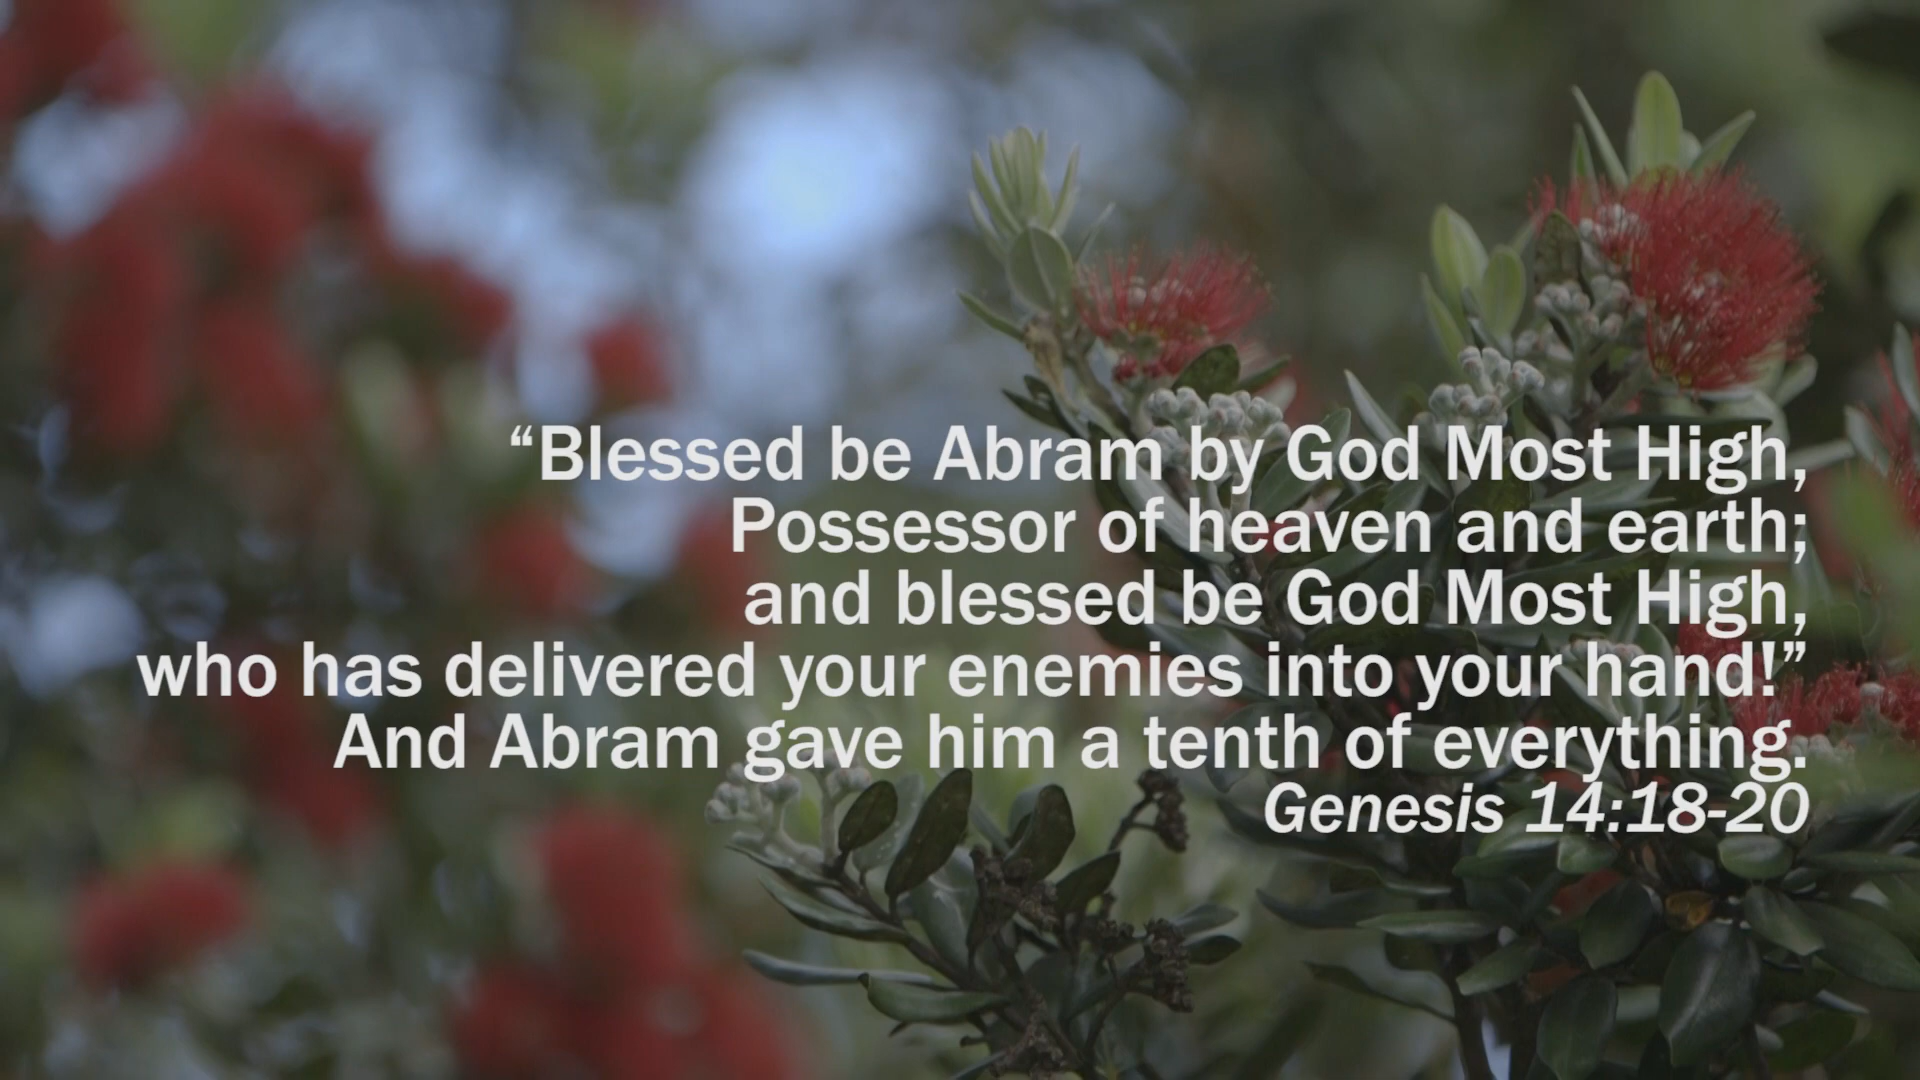 “Blessed be Abram by God Most High,
Possessor of heaven and earth;
and blessed be God Most High,
who has delivered your enemies into your hand!”
And Abram gave him a tenth of everything.
Genesis 14:18-20